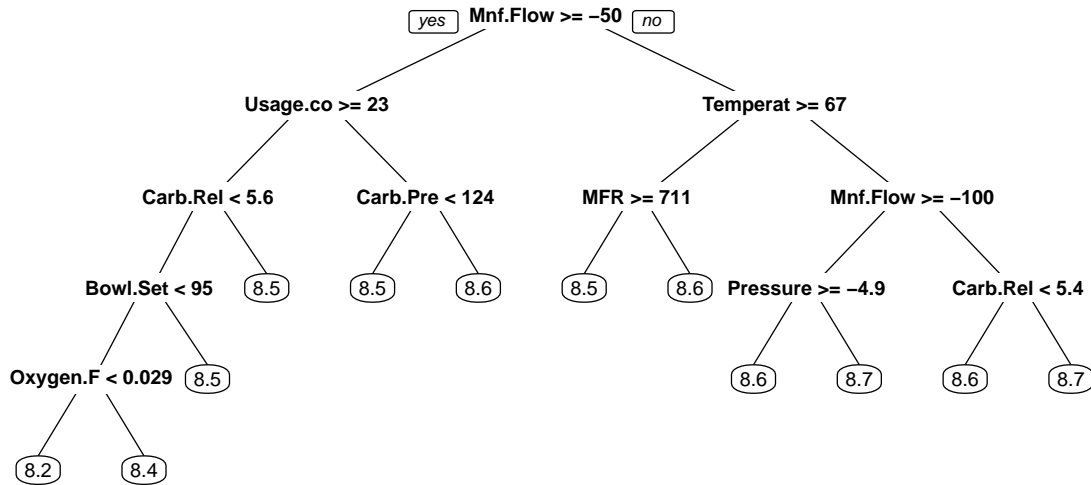 yes Mnf.Flow >= −50 no
Usage.co >= 23 Temperat >= 67
Carb.Rel < 5.6 Carb.Pre < 124 MFR >= 711 Mnf.Flow >= −100
Bowl.Set < 95 8.5 8.5 8.6 8.5 8.6 Pressure >= −4.9 Carb.Rel < 5.4
Oxygen.F < 0.029 8.5 8.6 8.7 8.6 8.7
8.2 8.4